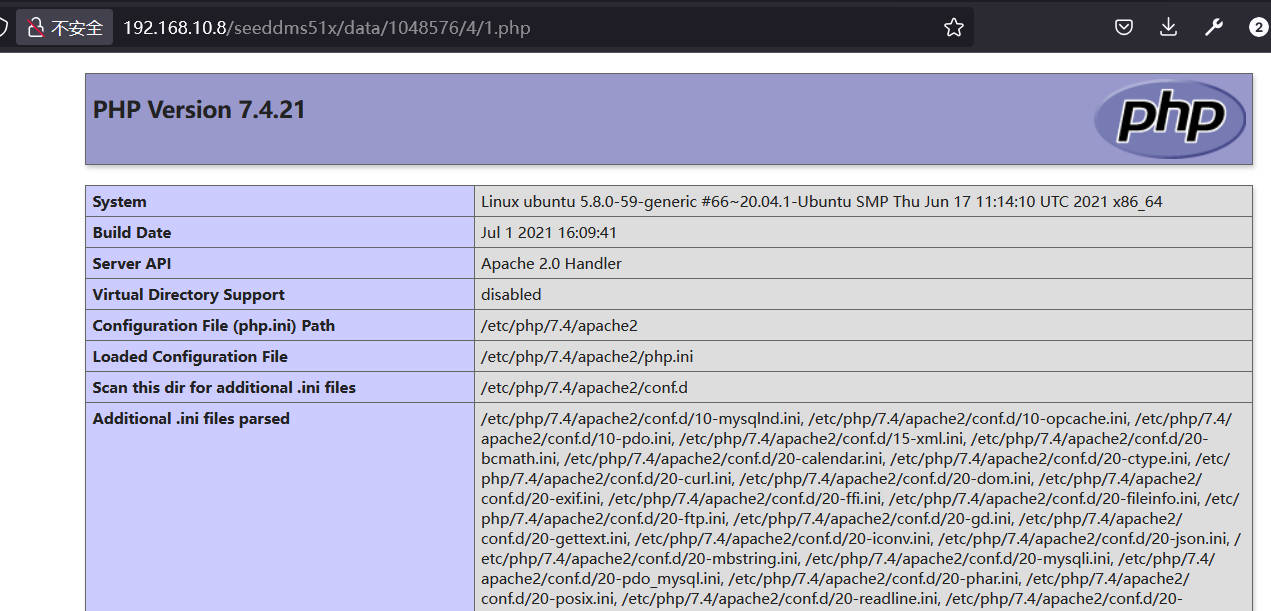 不安全 192.168.10.8/seeddms51x/data/1048576/4/1.php 2
PHP Version 7.4.21 php
System Linux ubuntu 5.8.0-59-generic #66~20.04.1-Ubuntu SMP Thu Jun 17 11:14:10 UTC 2021 x86_64
Build Date Jul 1 2021 16:09:41
Server API Apache 2.0 Handler
Virtual Directory Support disabled
Configuration File (php.ini) Path /etc/php/7.4/apache2
Loaded Configuration File /etc/php/7.4/apache2/php.ini
Scan this dir for additional .ini files /etc/php/7.4/apache2/conf.d
Additional .ini files parsed /etc/php/7.4/apache2/conf.d/10-mysqlnd.ini, /etc/php/7.4/apache2/conf.d/10-opcache.ini, /etc/php/7.4/
apache2/conf.d/10-pdo.ini, /etc/php/7.4/apache2/conf.d/15-xml.ini, /etc/php/7.4/apache2/conf.d/20-
bcmath.ini, /etc/php/7.4/apache2/conf.d/20-calendar.ini, /etc/php/7.4/apache2/conf.d/20-ctype.ini, /etc/
php/7.4/apache2/conf.d/20-curl.ini, /etc/php/7.4/apache2/conf.d/20-dom.ini, /etc/php/7.4/apache2/
conf.d/20-exif.ini, /etc/php/7.4/apache2/conf.d/20-ffi.ini, /etc/php/7.4/apache2/conf.d/20-fileinfo.ini, /etc/
php/7.4/apache2/conf.d/20-ftp.ini, /etc/php/7.4/apache2/conf.d/20-gd.ini, /etc/php/7.4/apache2/
conf.d/20-gettext.ini, /etc/php/7.4/apache2/conf.d/20-iconv.ini, /etc/php/7.4/apache2/conf.d/20-json.ini, /
etc/php/7.4/apache2/conf.d/20-mbstring.ini, /etc/php/7.4/apache2/conf.d/20-mysqli.ini, /etc/php/7.4/
apache2/conf.d/20-pdo_mysql.ini, /etc/php/7.4/apache2/conf.d/20-phar.ini, /etc/php/7.4/apache2/
conf.d/20-posix.ini, /etc/php/7.4/apache2/conf.d/20-readline.ini, /etc/php/7.4/apache2/conf.d/20-